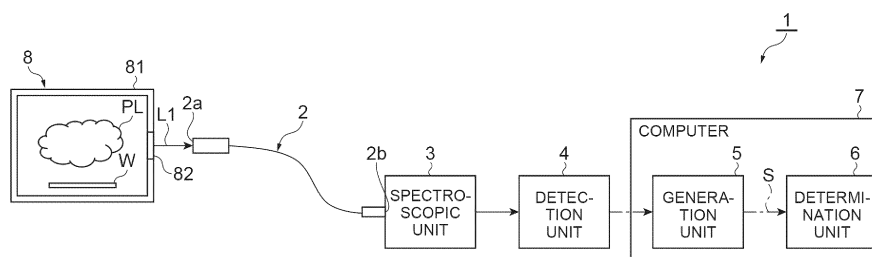 1
8
81
PL
L1
2a
2
W
82
7
COMPUTER
2b
3
SPECTRO-
SCOPIC
UNIT
4
DETEC-
TION
UNIT
5
GENERA-
TION
UNIT
S
6
DETERMI-
NATION
UNIT